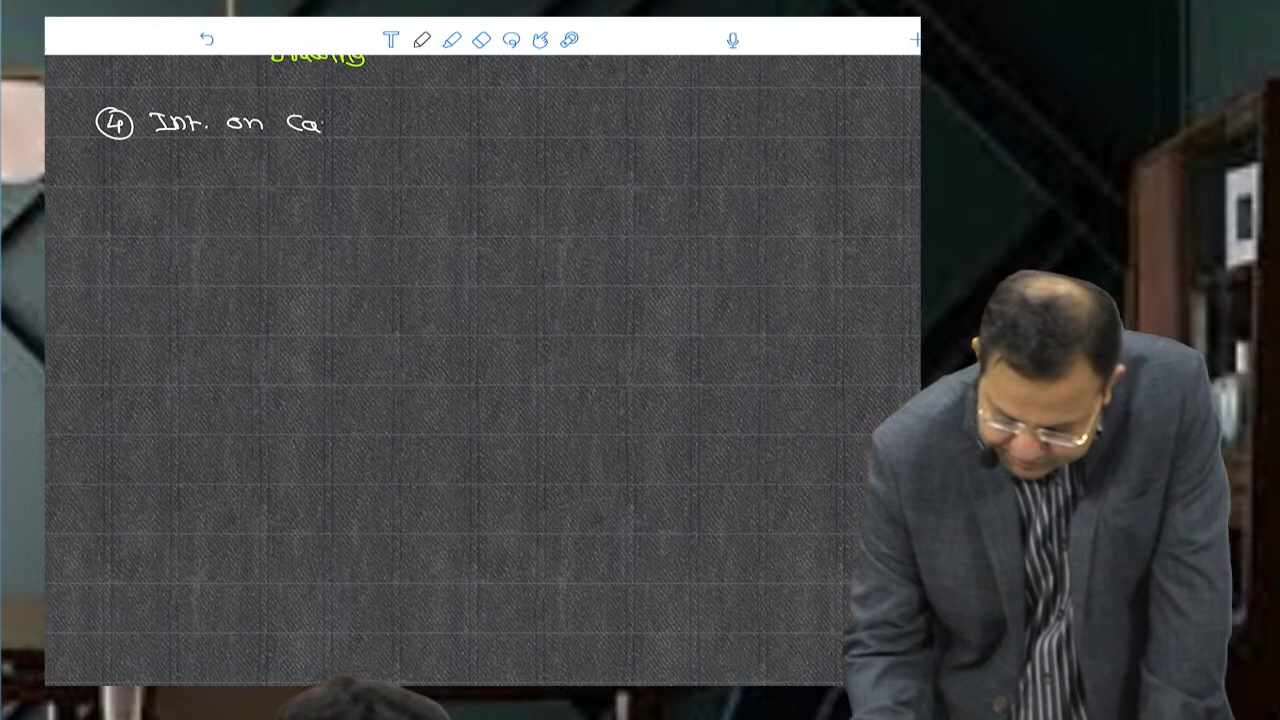 ④ Int. on Ca